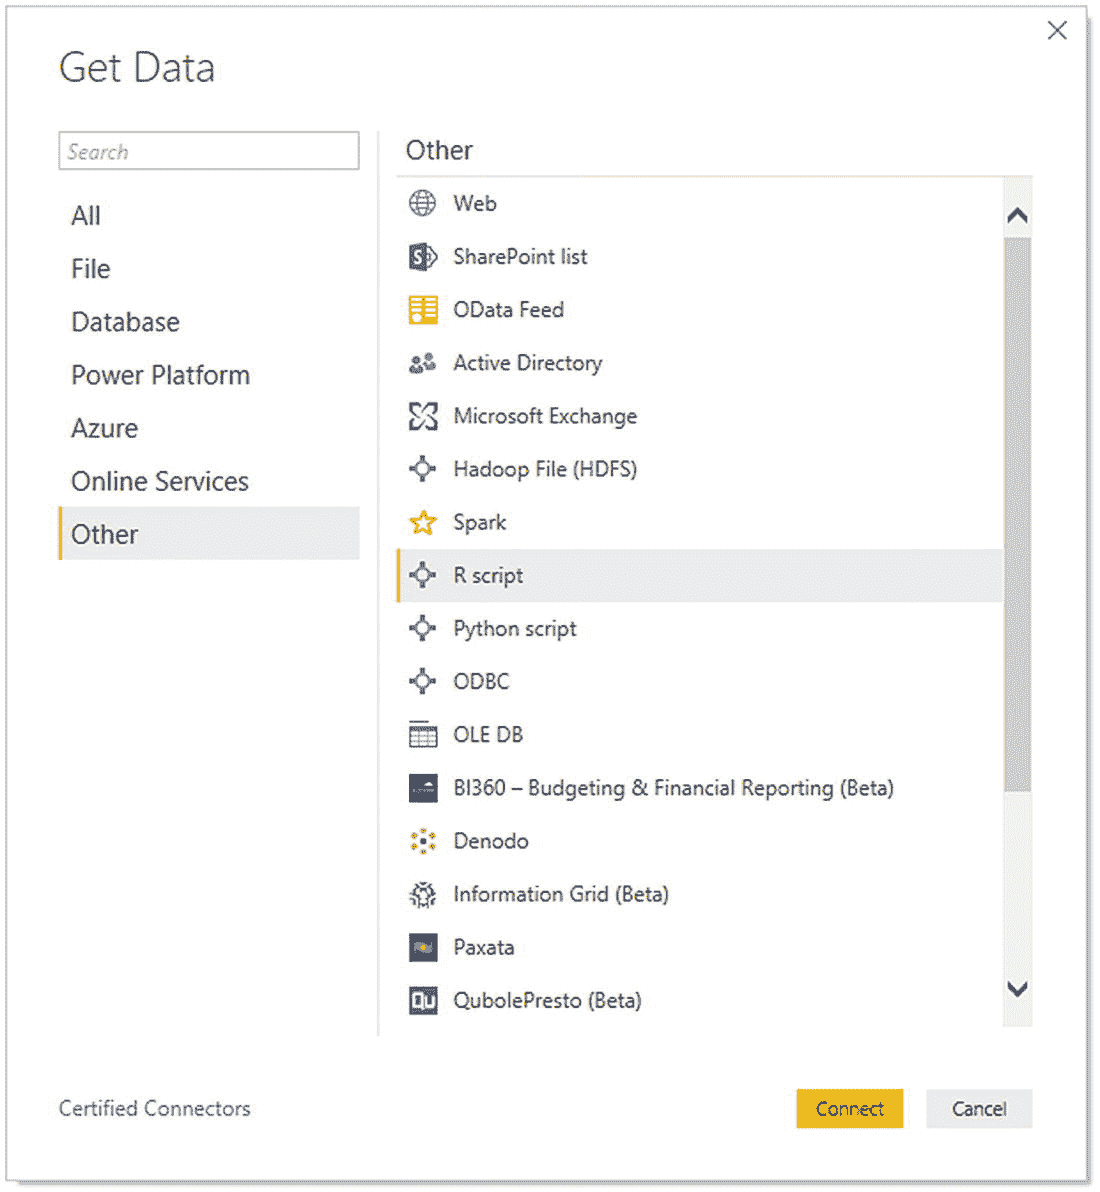 Get Data
Search
All
File
Database
Power Platform
Azure
Online Services
Other
Other
Web
SharePoint list
OData Feed
Active Directory
Microsoft Exchange
Hadoop File (HDFS)
Spark
R script
Python script
ODBC
OLE DB
BI360 – Budgeting & Financial Reporting (Beta)
Denodo
Information Grid (Beta)
Paxata
QubolePresto (Beta)
Certified Connectors
Connect
Cancel